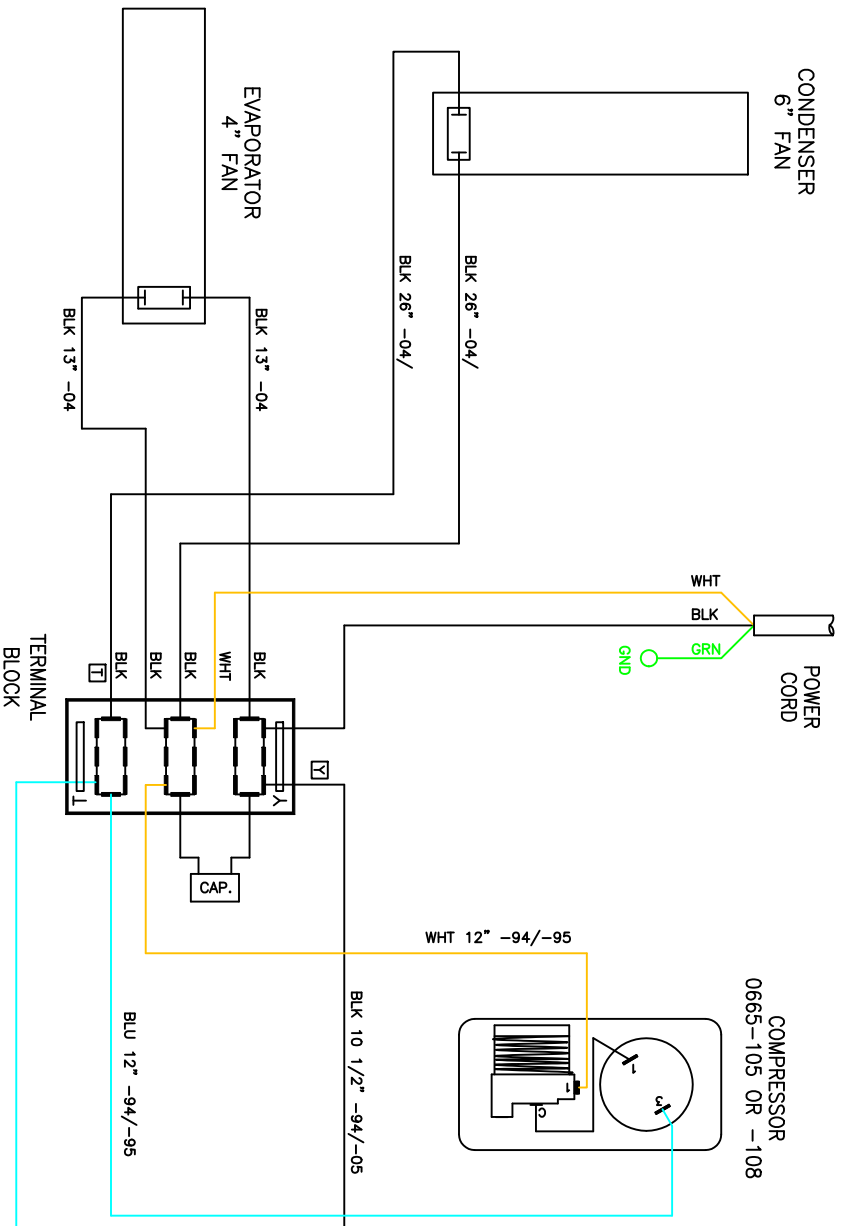 CONDENSER
6" FAN
EVAPORATOR
4" FAN
BLK 26" -04/
BLK 26" -04/
BLK 13" -04
BLK 13" -04
WHT
BLK
GRN
GND
POWER
CORD
BLK
WHT
BLK
BLK
BLK
T
TERMINAL
BLOCK
Y
Y
T
CAP.
WHT 12" -94/-95
BLK 10 1/2" -94/-05
BLU 12" -94/-95
COMPRESSOR
0665-105 OR -108
1
3
1
C